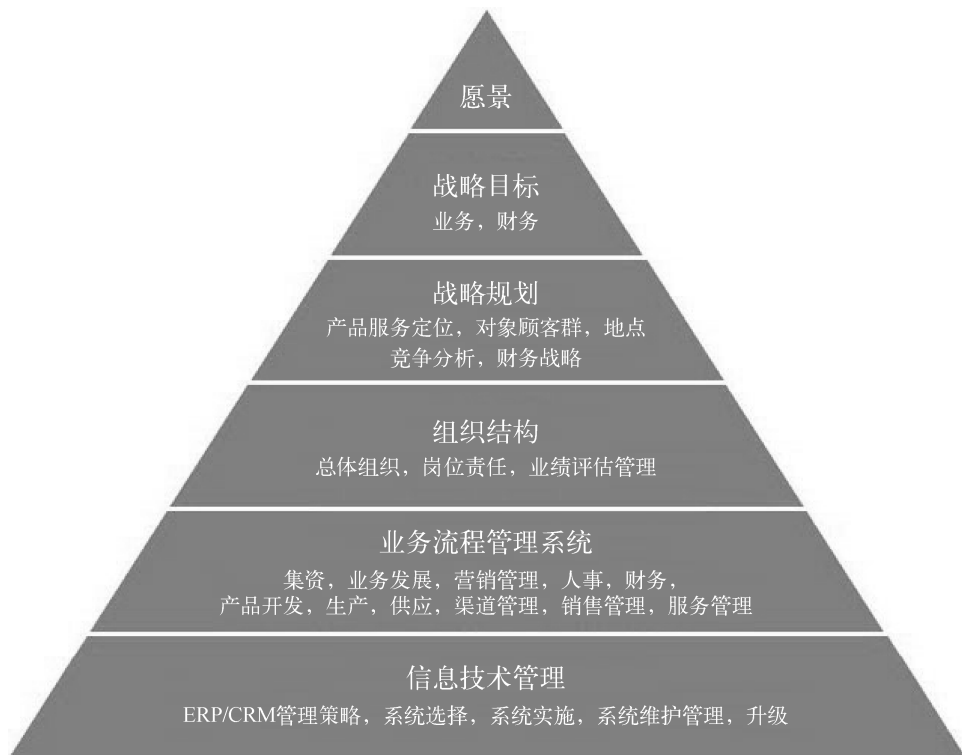 愿景
战略目标
业务，财务
战略规划
产品服务定位，对象顾客群，地点
竞争分析，财务战略
组织结构
总体组织，岗位责任，业绩评估管理
业务流程管理系统
集资，业务发展，营销管理，人事，财务，
产品开发，生产，供应，渠道管理，销售管理，服务管理
信息技术管理
ERP/CRM管理策略，系统选择，系统实施，系统维护管理，升级